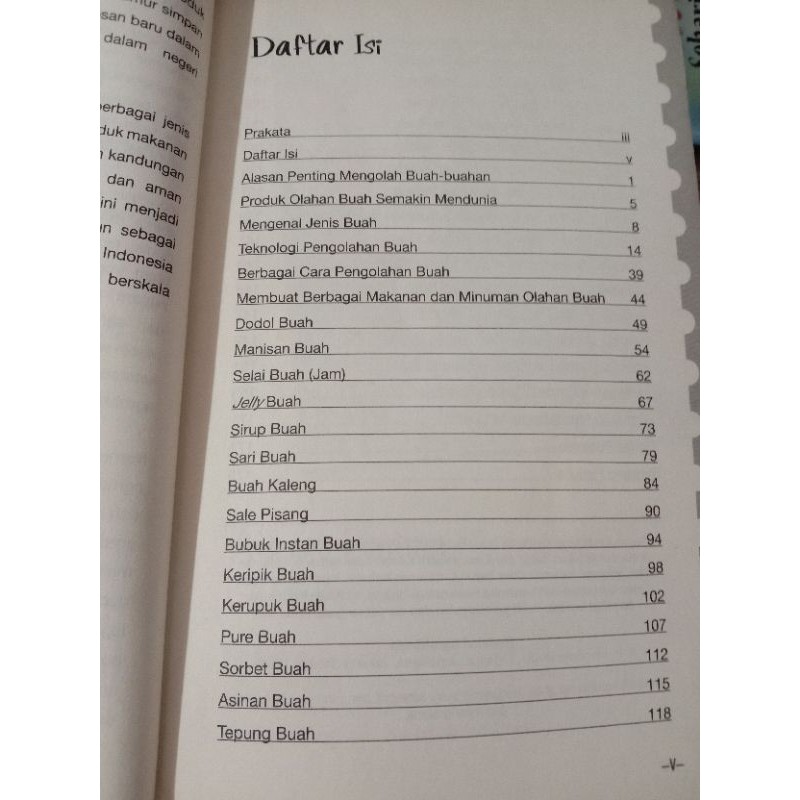 simpan
san baru dalam
dalam negeri
berbagai jenis
duk makanan
kandungan
dan aman
ini menjadi
sebagai
Indonesia
berskala
Daftar Isi
Prakata iii
Daftar Isi v
Alasan Penting Mengolah Buah-buahan 1
Produk Olahan Buah Semakin Mendunia 5
Mengenal Jenis Buah 8
Teknologi Pengolahan Buah 14
Berbagai Cara Pengolahan Buah 39
Membuat Berbagai Makanan dan Minuman Olahan Buah 44
Dodol Buah 49
Manisan Buah 54
Selai Buah (Jam) 62
Jelly Buah 67
Sirup Buah 73
Sari Buah 79
Buah Kaleng 84
Sale Pisang 90
Bubuk Instan Buah 94
Keripik Buah 98
Kerupuk Buah 102
Pure Buah 107
Sorbet Buah 112
Asinan Buah 115
Tepung Buah 118
–v–